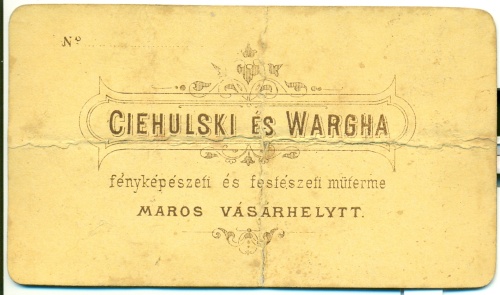 Nº
CIEHULSKI ÉS WARGHA
fényképészeti és festészeti műterme
MAROS VÁSÁRHELYTT.